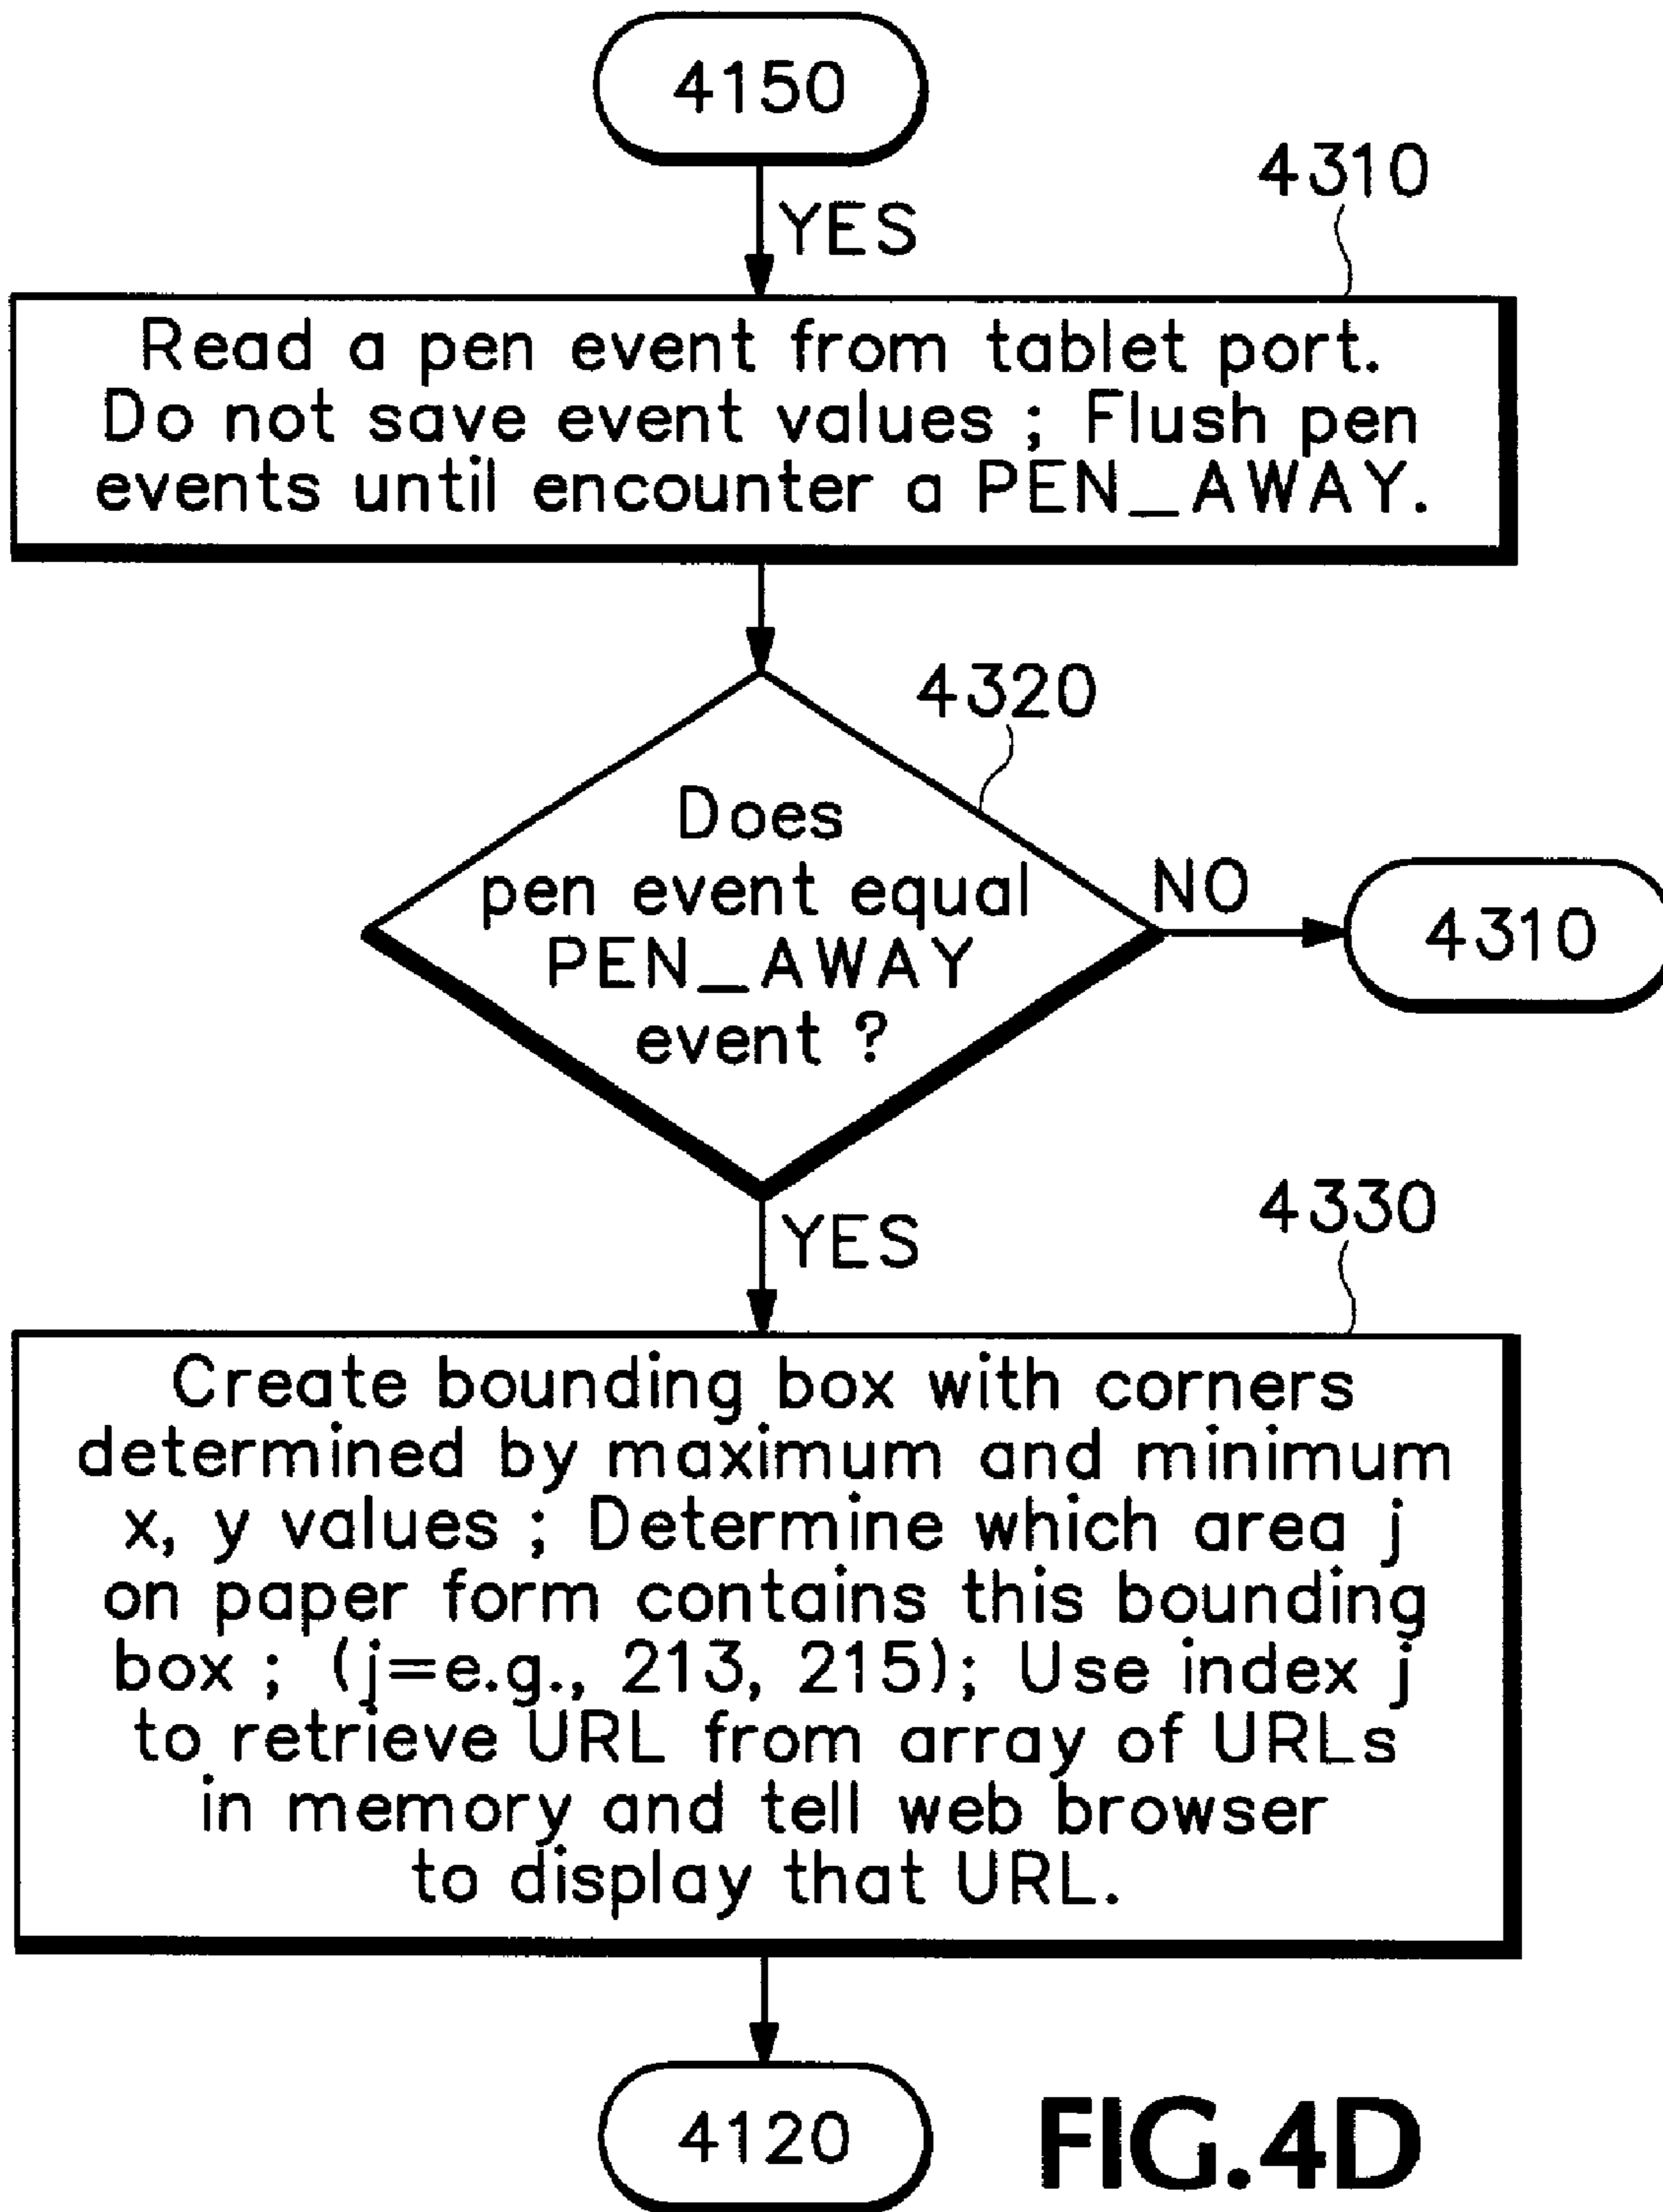 4150
YES
4310
Read a pen event from tablet port.
Do not save event values ; Flush pen
events until encounter a PEN_AWAY.
4320
Does
pen event equal
PEN_AWAY
event ?
NO
4310
YES
4330
Create bounding box with corners
determined by maximum and minimum
x, y values ; Determine which area j
on paper form contains this bounding
box ; (j=e.g., 213, 215); Use index j
to retrieve URL from array of URLs
in memory and tell web browser
to display that URL.
4120
FIG.4D